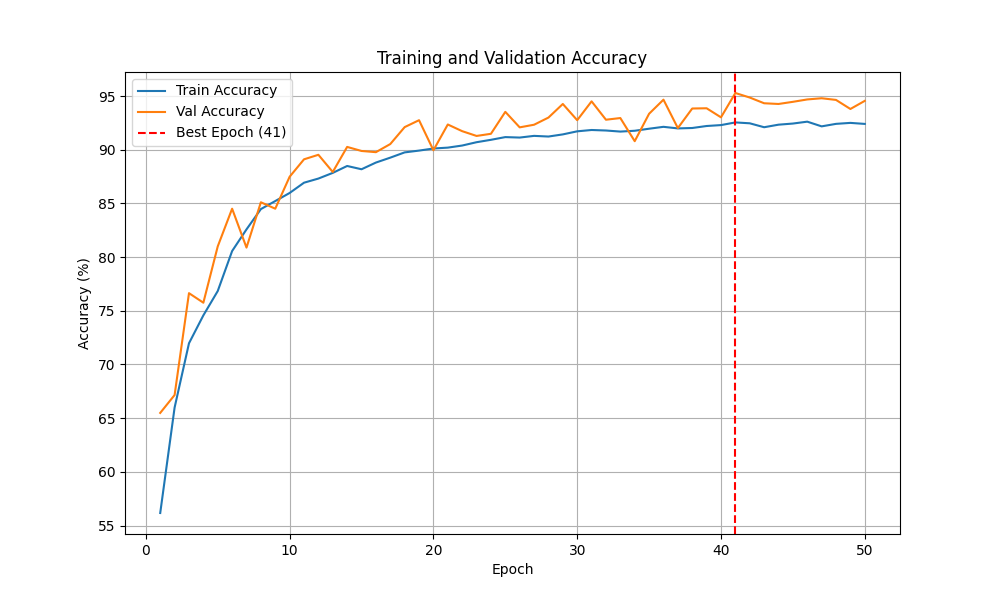 Training and Validation Accuracy
Train Accuracy
Val Accuracy
Best Epoch (41)
Accuracy (%)
95
90
85
80
75
70
65
60
55
0 10 20 30 40 50
Epoch